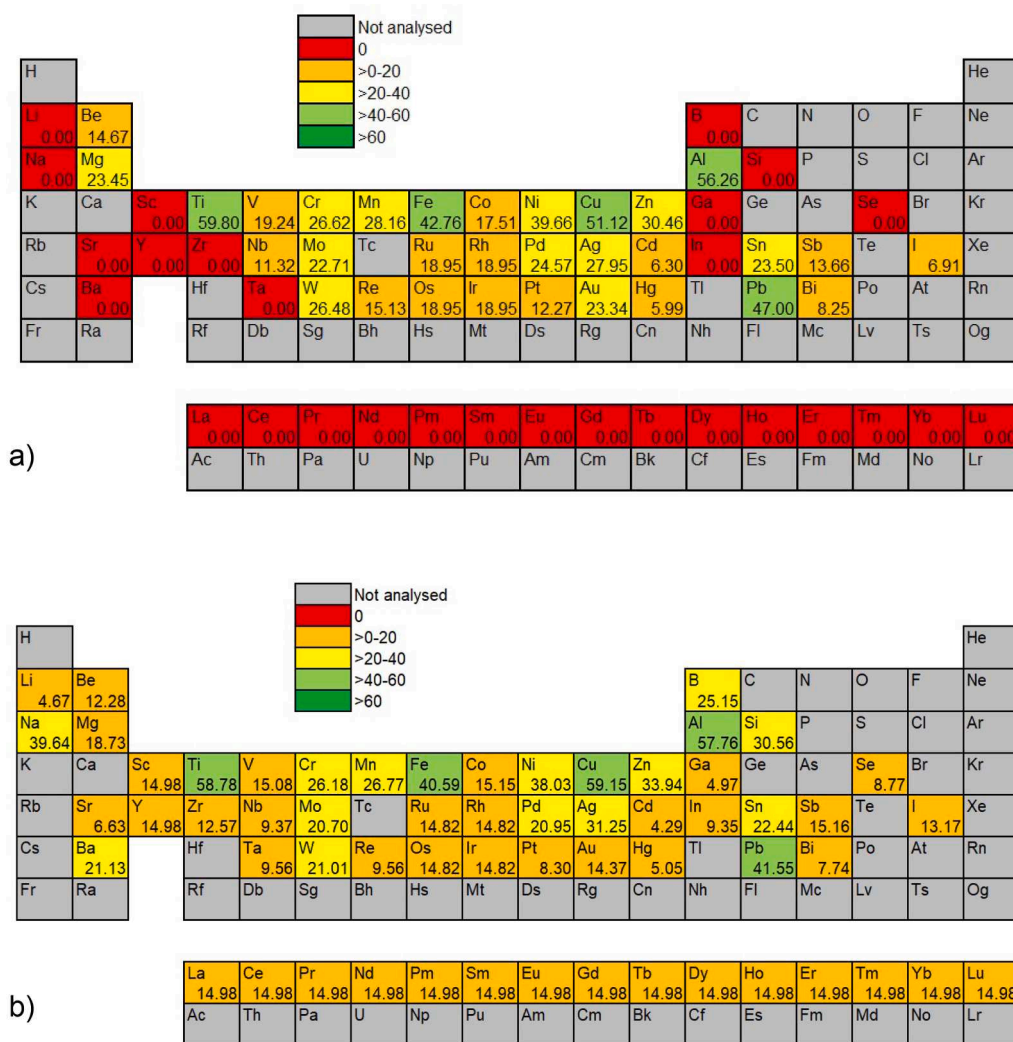 Not analysed
0
>0-20
>20-40
>40-60
>60
H He
Li Be B C N O F Ne
0.00 14.67 0.00
Na Mg Al Si P S Cl Ar
0.00 23.45 56.26 0.00
K Ca Sc Ti V Cr Mn Fe Co Ni Cu Zn Ga Ge As Se Br Kr
0.00 59.80 19.24 26.62 28.16 42.76 17.51 39.66 51.12 30.46 0.00 0.00
Rb Sr Y Zr Nb Mo Tc Ru Rh Pd Ag Cd In Sn Sb Te I Xe
0.00 0.00 0.00 11.32 22.71 18.95 18.95 24.57 27.95 6.30 0.00 23.50 13.66 6.91
Cs Ba Hf Ta W Re Os Ir Pt Au Hg Tl Pb Bi Po At Rn
0.00 0.00 26.48 15.13 18.95 18.95 12.27 23.34 5.99 47.00 8.25
Fr Ra Rf Db Sg Bh Hs Mt Ds Rg Cn Nh Fl Mc Lv Ts Og
La Ce Pr Nd Pm Sm Eu Gd Tb Dy Ho Er Tm Yb Lu
0.00 0.00 0.00 0.00 0.00 0.00 0.00 0.00 0.00 0.00 0.00 0.00 0.00 0.00 0.00
a)
Ac Th Pa U Np Pu Am Cm Bk Cf Es Fm Md No Lr
Not analysed
0
>0-20
>20-40
>40-60
>60
H He
Li Be B C N O F Ne
4.67 12.28 25.15
Na Mg Al Si P S Cl Ar
39.64 18.73 57.76 30.56
K Ca Sc Ti V Cr Mn Fe Co Ni Cu Zn Ga Ge As Se Br Kr
14.98 58.78 15.08 26.18 26.77 40.59 15.15 38.03 59.15 33.94 4.97 8.77
Rb Sr Y Zr Nb Mo Tc Ru Rh Pd Ag Cd In Sn Sb Te I Xe
6.63 14.98 12.57 9.37 20.70 14.82 14.82 20.95 31.25 4.29 9.35 22.44 15.16 13.17
Cs Ba Hf Ta W Re Os Ir Pt Au Hg Tl Pb Bi Po At Rn
21.13 9.56 21.01 9.56 14.82 14.82 8.30 14.37 5.05 41.55 7.74
Fr Ra Rf Db Sg Bh Hs Mt Ds Rg Cn Nh Fl Mc Lv Ts Og
La Ce Pr Nd Pm Sm Eu Gd Tb Dy Ho Er Tm Yb Lu
14.98 14.98 14.98 14.98 14.98 14.98 14.98 14.98 14.98 14.98 14.98 14.98 14.98 14.98 14.98
b)
Ac Th Pa U Np Pu Am Cm Bk Cf Es Fm Md No Lr